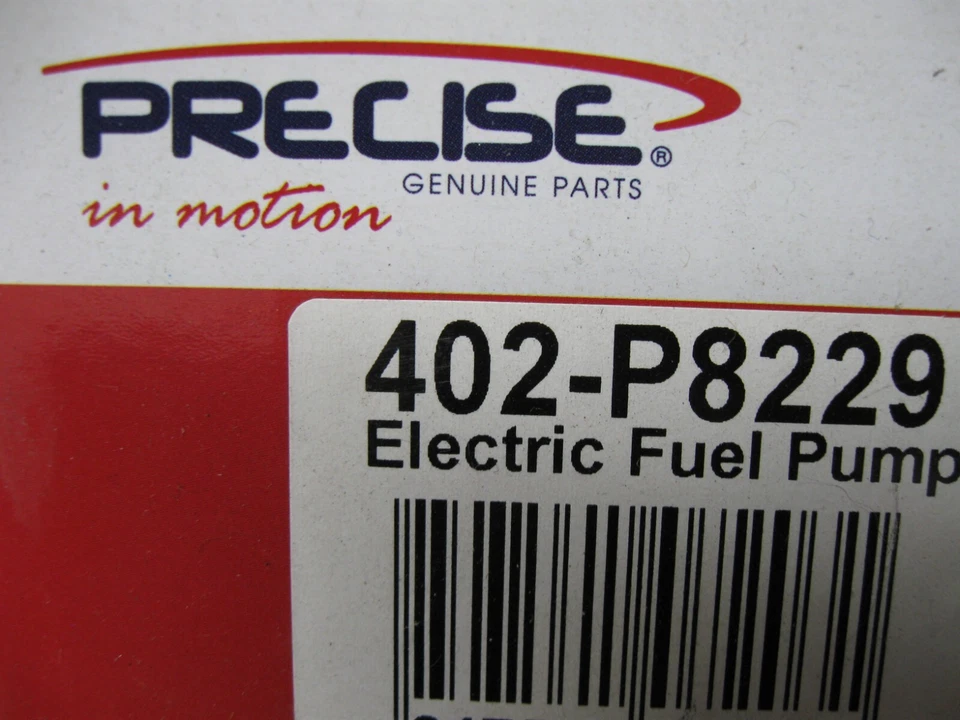 PRECISE®
GENUINE PARTS
in motion
402-P8229
Electric Fuel Pump